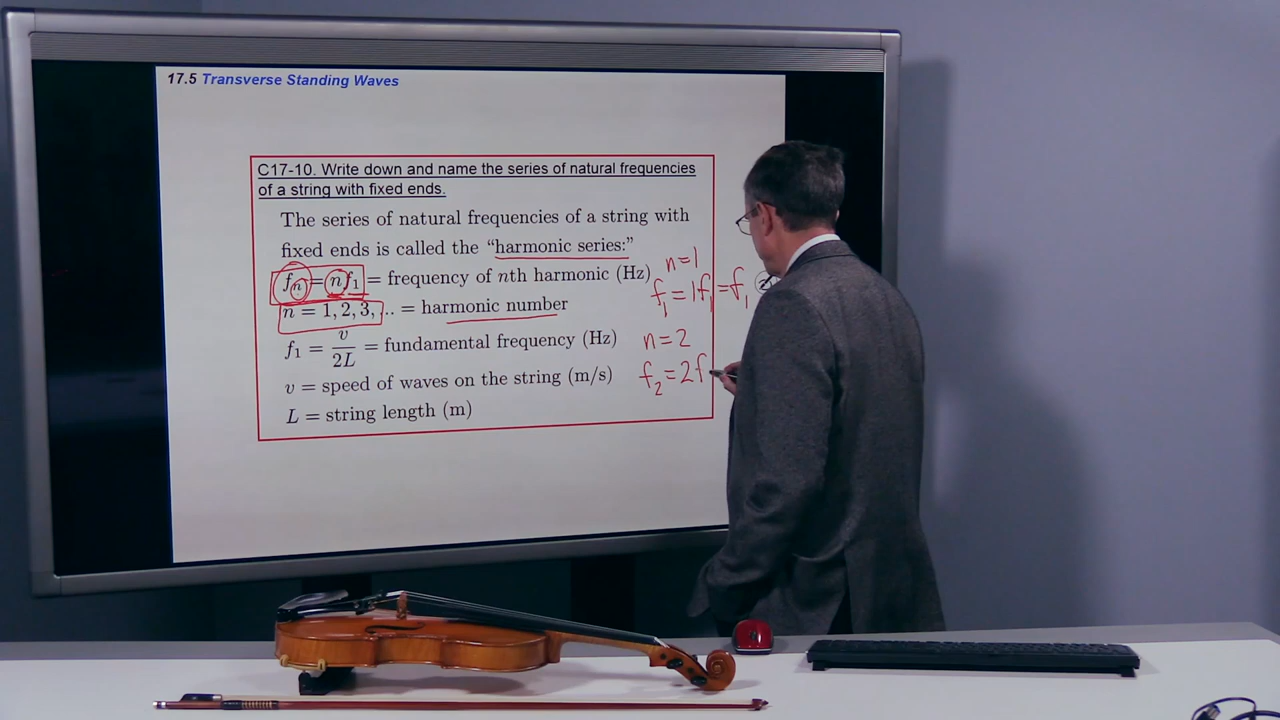 17.5 Transverse Standing Waves
C17-10. Write down and name the series of natural frequencies
of a string with fixed ends.
The series of natural frequencies of a string with
fixed ends is called the “harmonic series:”
fₙ = nf₁ = frequency of nth harmonic (Hz)
n = 1, 2, 3, ... = harmonic number
f₁ = v/2L = fundamental frequency (Hz)
v = speed of waves on the string (m/s)
L = string length (m)
n=1
f₁=1f₁=f₁
n=2
f₂=2f